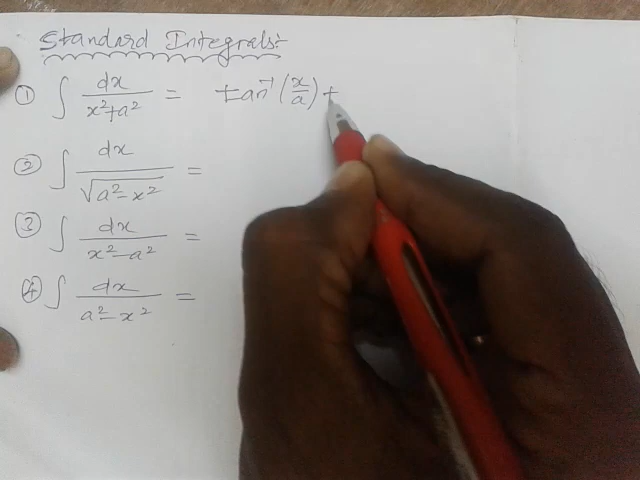 Standard Integrals:-
① ∫ dx / (x²+a²) = tan⁻¹(x/a) +
② ∫ dx / √(a²-x²) =
③ ∫ dx / (x²-a²) =
④ ∫ dx / (a²-x²) =